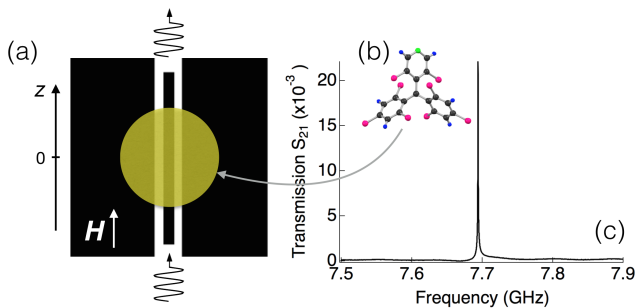 (a)
z
0
H
(b)
(c)
Transmission S₂₁ (x10⁻³)
20
15
10
5
0
7.5 7.6 7.7 7.8 7.9
Frequency (GHz)